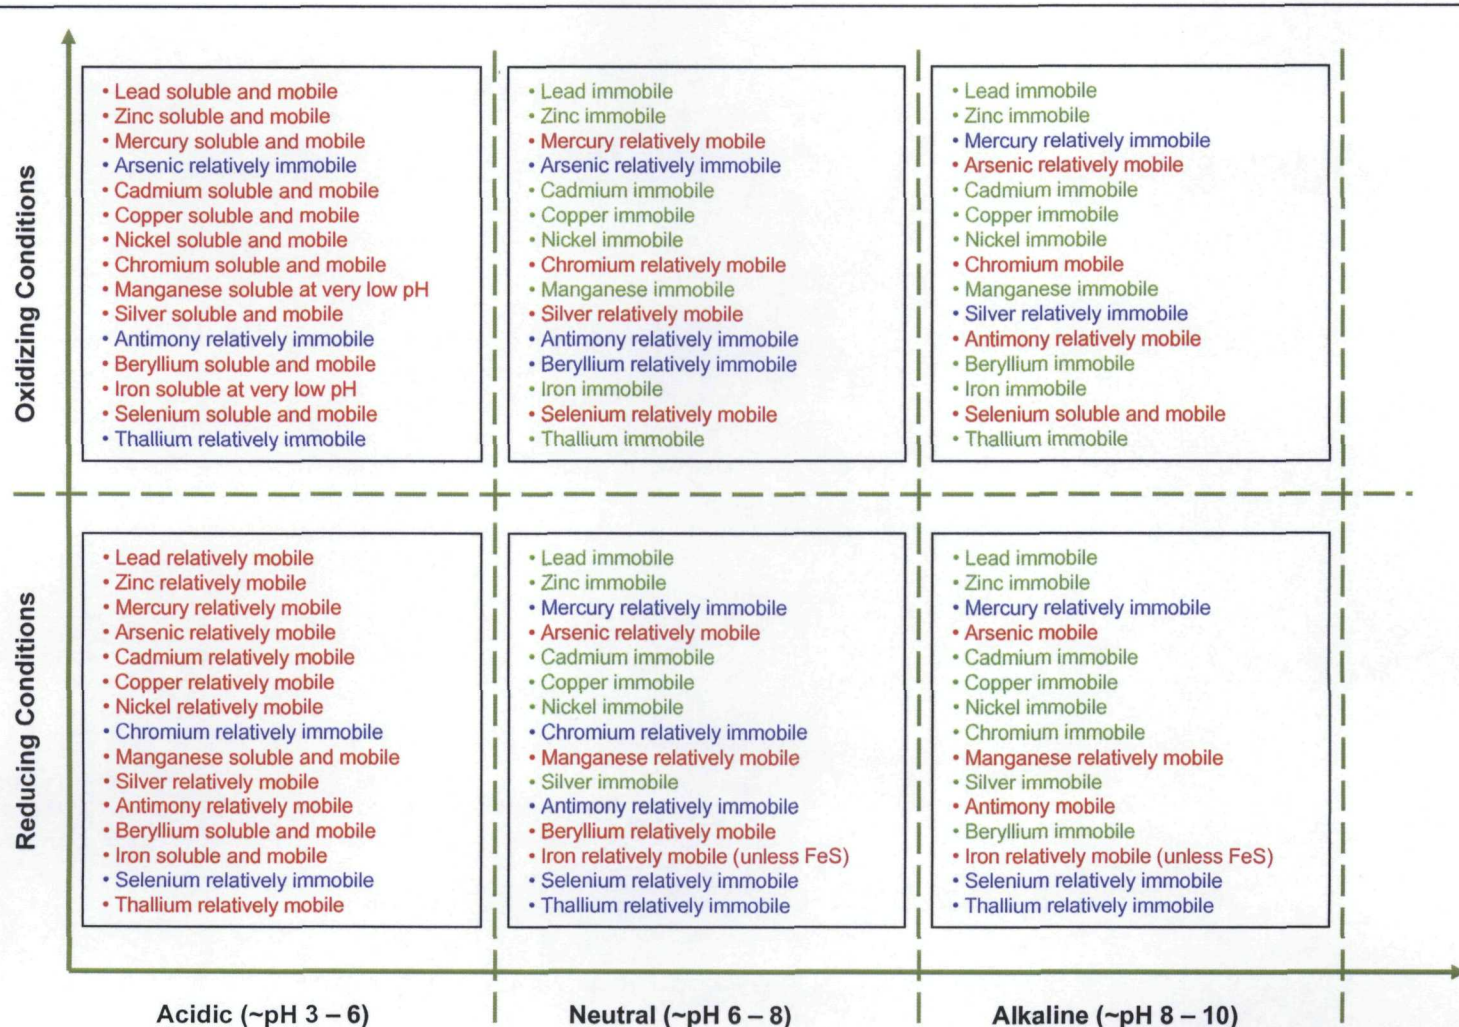 Oxidizing Conditions
• Lead soluble and mobile
• Zinc soluble and mobile
• Mercury soluble and mobile
• Arsenic relatively immobile
• Cadmium soluble and mobile
• Copper soluble and mobile
• Nickel soluble and mobile
• Chromium soluble and mobile
• Manganese soluble at very low pH
• Silver soluble and mobile
• Antimony relatively immobile
• Beryllium soluble and mobile
• Iron soluble at very low pH
• Selenium soluble and mobile
• Thallium relatively immobile
• Lead immobile
• Zinc immobile
• Mercury relatively mobile
• Arsenic relatively immobile
• Cadmium immobile
• Copper immobile
• Nickel immobile
• Chromium relatively mobile
• Manganese immobile
• Silver relatively mobile
• Antimony relatively immobile
• Beryllium relatively immobile
• Iron immobile
• Selenium relatively mobile
• Thallium immobile
• Lead immobile
• Zinc immobile
• Mercury relatively immobile
• Arsenic relatively mobile
• Cadmium immobile
• Copper immobile
• Nickel immobile
• Chromium mobile
• Manganese immobile
• Silver relatively immobile
• Antimony relatively mobile
• Beryllium immobile
• Iron immobile
• Selenium soluble and mobile
• Thallium immobile
Reducing Conditions
• Lead relatively mobile
• Zinc relatively mobile
• Mercury relatively mobile
• Arsenic relatively mobile
• Cadmium relatively mobile
• Copper relatively mobile
• Nickel relatively mobile
• Chromium relatively immobile
• Manganese soluble and mobile
• Silver relatively mobile
• Antimony relatively mobile
• Beryllium soluble and mobile
• Iron soluble and mobile
• Selenium relatively immobile
• Thallium relatively mobile
• Lead immobile
• Zinc immobile
• Mercury relatively immobile
• Arsenic relatively mobile
• Cadmium immobile
• Copper immobile
• Nickel immobile
• Chromium relatively immobile
• Manganese relatively mobile
• Silver immobile
• Antimony relatively immobile
• Beryllium relatively mobile
• Iron relatively mobile (unless FeS)
• Selenium relatively immobile
• Thallium relatively immobile
• Lead immobile
• Zinc immobile
• Mercury relatively immobile
• Arsenic mobile
• Cadmium immobile
• Copper immobile
• Nickel immobile
• Chromium immobile
• Manganese relatively mobile
• Silver immobile
• Antimony mobile
• Beryllium immobile
• Iron relatively mobile (unless FeS)
• Selenium relatively immobile
• Thallium relatively immobile
Acidic (~pH 3 – 6)
Neutral (~pH 6 – 8)
Alkaline (~pH 8 – 10)